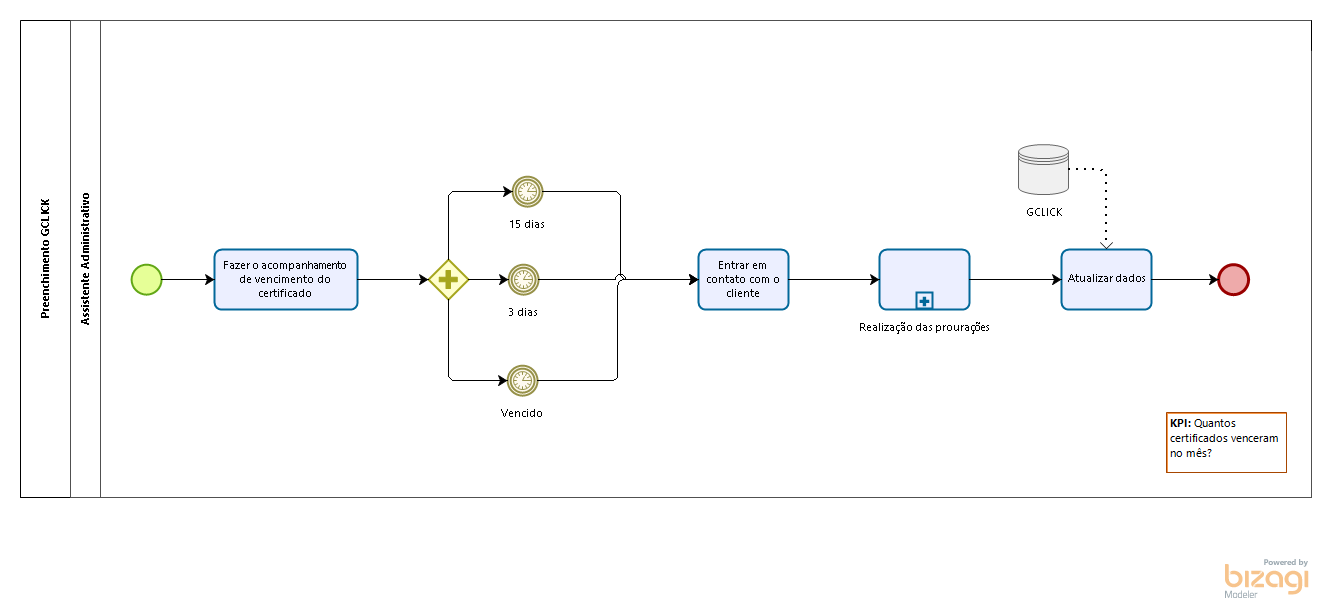 Preenchimento GCLICK
Assistente Administrativo
Fazer o acompanhamento
de vencimento do
certificado
15 dias
3 dias
Vencido
Entrar em
contato com o
cliente
Realização das prourações
GCLICK
Atualizar dados
KPI: Quantos
certificados venceram
no mês?
Powered by
bizagi
Modeler